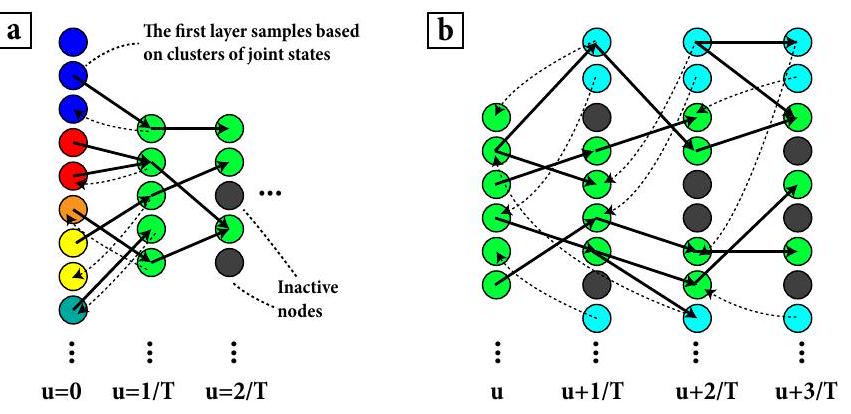 a
The first layer samples based
on clusters of joint states
...
Inactive
nodes
u=0 u=1/T u=2/T
b
u u+1/T u+2/T u+3/T